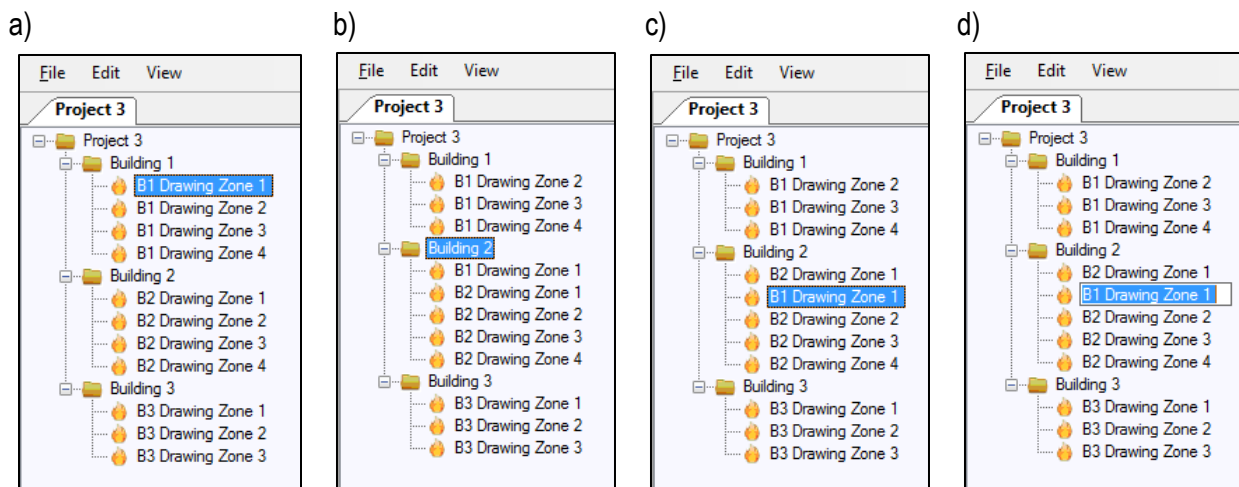 a)
File Edit View
Project 3
Project 3
Building 1
B1 Drawing Zone 1
B1 Drawing Zone 2
B1 Drawing Zone 3
B1 Drawing Zone 4
Building 2
B2 Drawing Zone 1
B2 Drawing Zone 2
B2 Drawing Zone 3
B2 Drawing Zone 4
Building 3
B3 Drawing Zone 1
B3 Drawing Zone 2
B3 Drawing Zone 3
b)
File Edit View
Project 3
Project 3
Building 1
B1 Drawing Zone 2
B1 Drawing Zone 3
B1 Drawing Zone 4
Building 2
B1 Drawing Zone 1
B2 Drawing Zone 1
B2 Drawing Zone 2
B2 Drawing Zone 3
B2 Drawing Zone 4
Building 3
B3 Drawing Zone 1
B3 Drawing Zone 2
B3 Drawing Zone 3
c)
File Edit View
Project 3
Project 3
Building 1
B1 Drawing Zone 2
B1 Drawing Zone 3
B1 Drawing Zone 4
Building 2
B2 Drawing Zone 1
B1 Drawing Zone 1
B2 Drawing Zone 2
B2 Drawing Zone 3
B2 Drawing Zone 4
Building 3
B3 Drawing Zone 1
B3 Drawing Zone 2
B3 Drawing Zone 3
d)
File Edit View
Project 3
Project 3
Building 1
B1 Drawing Zone 2
B1 Drawing Zone 3
B1 Drawing Zone 4
Building 2
B2 Drawing Zone 1
B1 Drawing Zone 1
B2 Drawing Zone 2
B2 Drawing Zone 3
B2 Drawing Zone 4
Building 3
B3 Drawing Zone 1
B3 Drawing Zone 2
B3 Drawing Zone 3